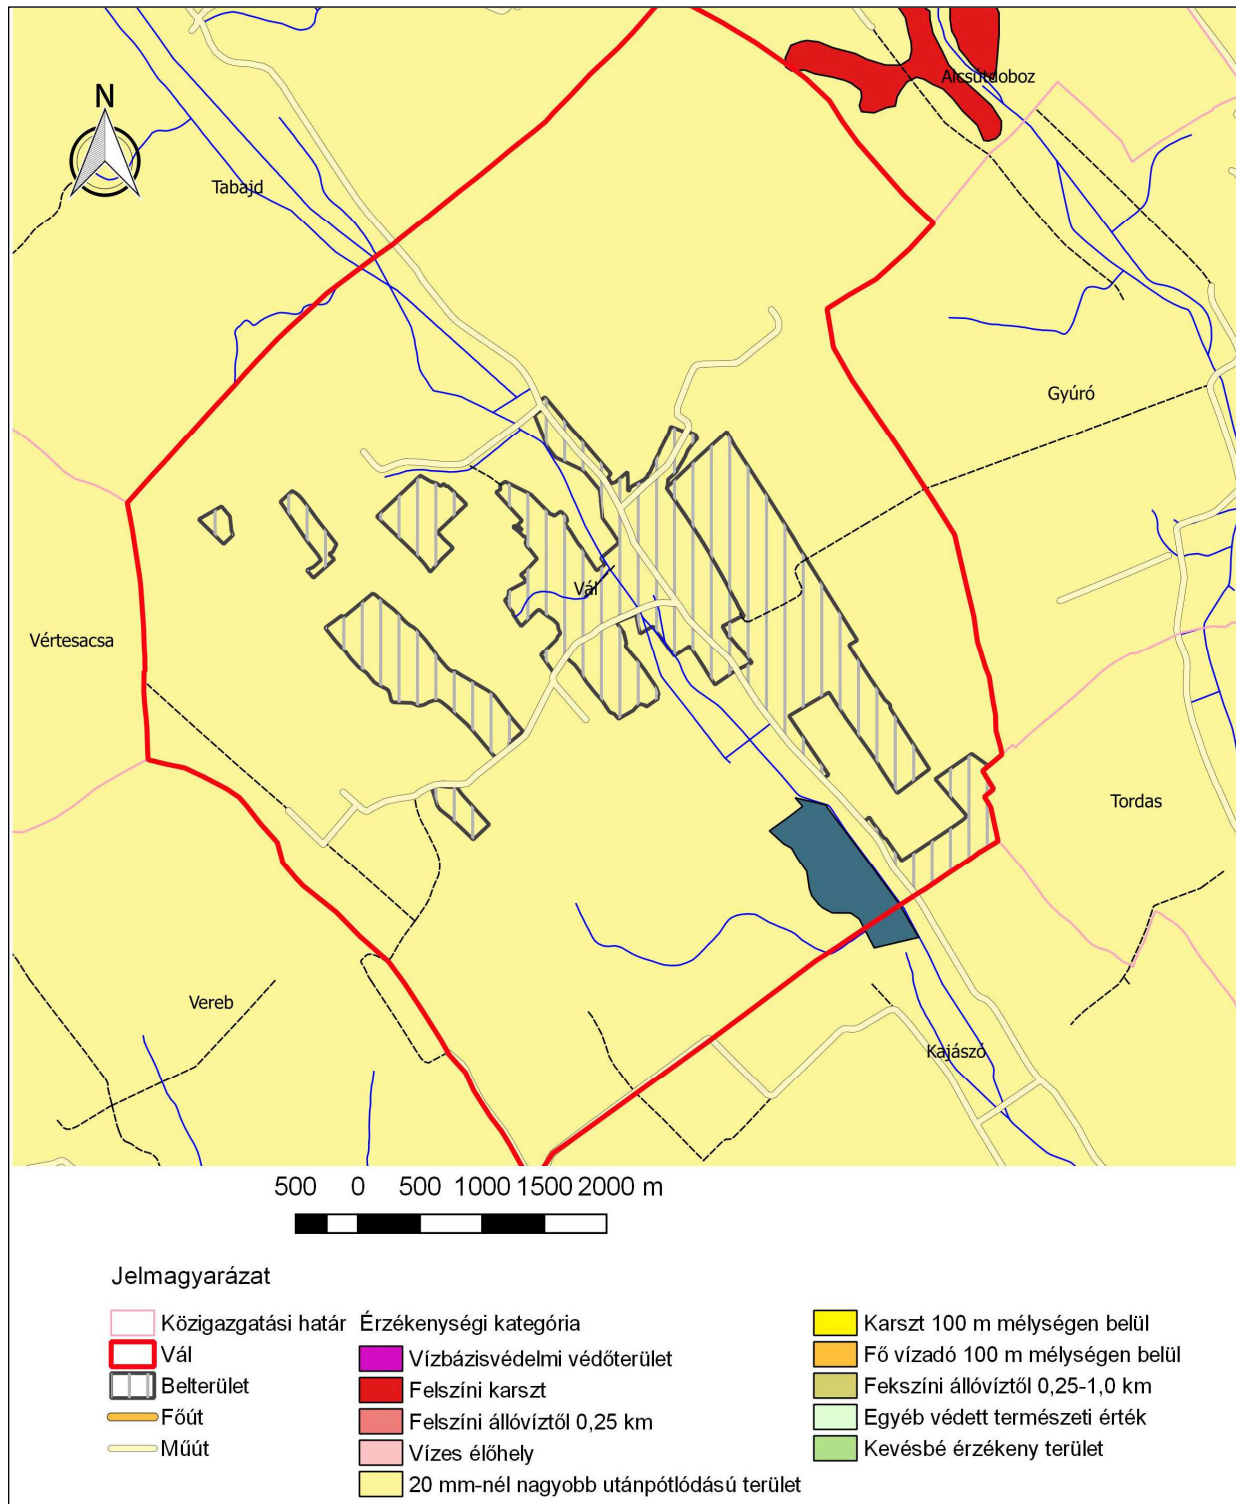 Alcsútdoboz
N
Tabajd
Gyúró
Vál
Vértesacsa
Tordas
Vereb
Kajászó
500 0 500 1000 1500 2000 m
Jelmagyarázat
Közigazgatási határ
Vál
Belterület
Főút
Műút
Érzékenységi kategória
Vízbázisvédelmi védőterület
Felszíni karszt
Felszíni állóvíztől 0,25 km
Vizes élőhely
20 mm-nél nagyobb utánpótlódású terület
Karszt 100 m mélységen belül
Fő vízadó 100 m mélységen belül
Fekszíni állóvíztől 0,25-1,0 km
Egyéb védett természeti érték
Kevésbé érzékeny terület